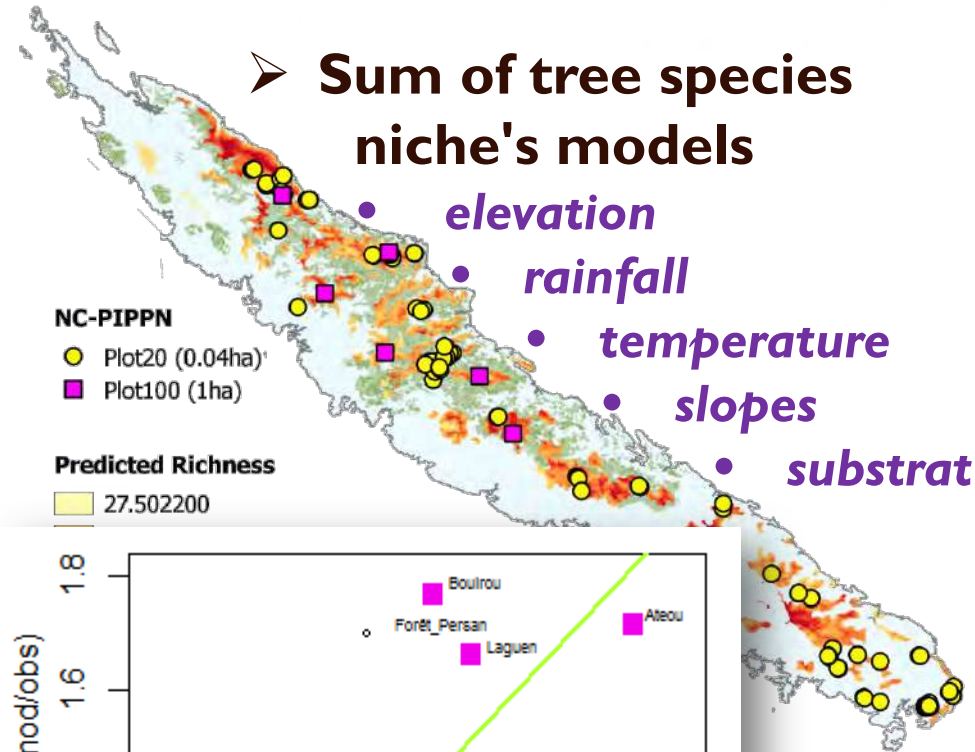 ➢ Sum of tree species
niche's models
• elevation
• rainfall
• temperature
• slopes
• substrat
NC-PIPPN
Plot20 (0.04ha)
Plot100 (1ha)
Predicted Richness
27.502200
1.8
1.6
mod/obs)
Boulrou
Forêt_Persan
Laguen
Ateou